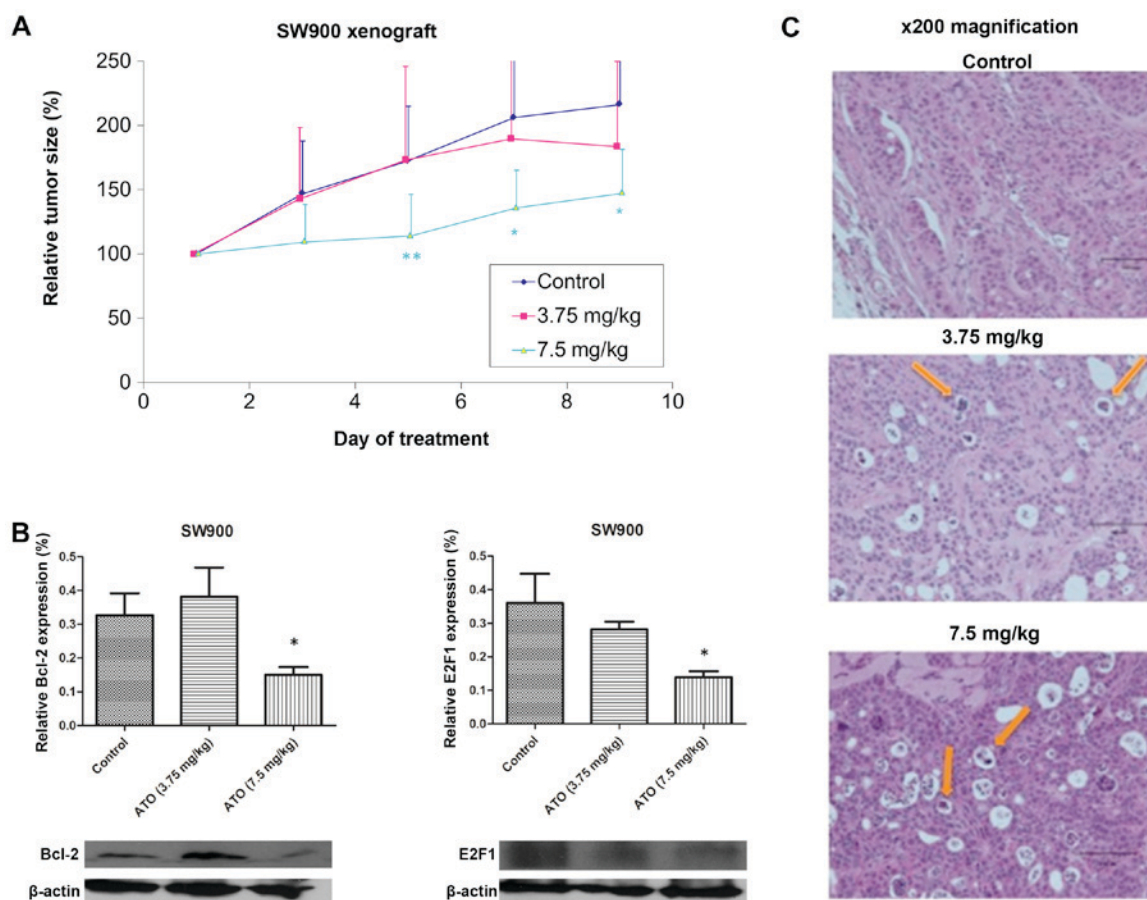 A
SW900 xenograft
Relative tumor size (%)
250
200
150
100
50
0
**
*
*
Control
3.75 mg/kg
7.5 mg/kg
0 2 4 6 8 10
Day of treatment
B
SW900
Relative Bcl-2 expression (%)
0.5
0.4
0.3
0.2
0.1
0.0
*
Control
ATO (3.75 mg/kg)
ATO (7.5 mg/kg)
Bcl-2
β-actin
SW900
Relative E2F1 expression (%)
0.5
0.4
0.3
0.2
0.1
0.0
*
Control
ATO (3.75 mg/kg)
ATO (7.5 mg/kg)
E2F1
β-actin
C
x200 magnification
Control
3.75 mg/kg
7.5 mg/kg